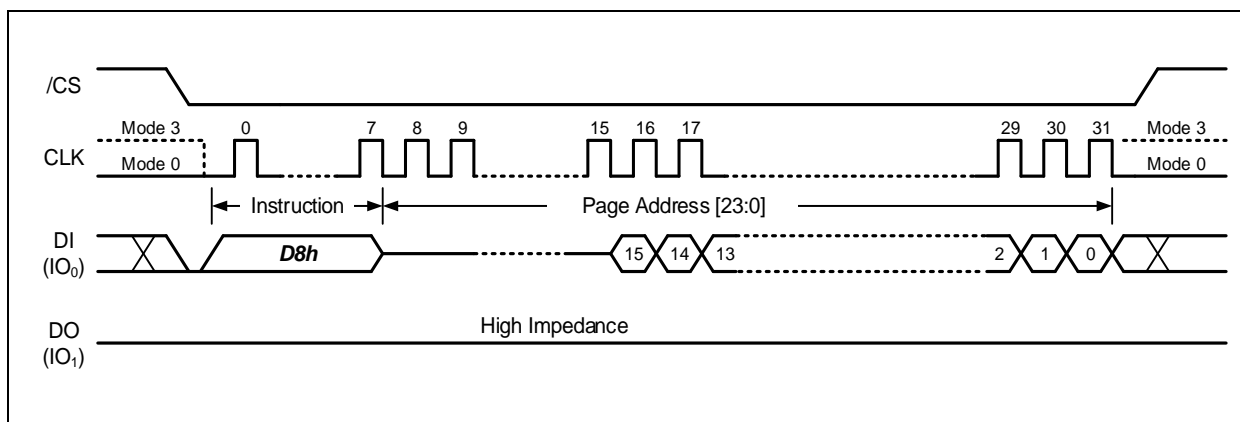 /CS
Mode 3 0 7 8 9 15 16 17 29 30 31 Mode 3
CLK
Mode 0 Mode 0
Instruction Page Address [23:0]
DI
(IO₀)
D8h 15 14 13 2 1 0
High Impedance
DO
(IO₁)